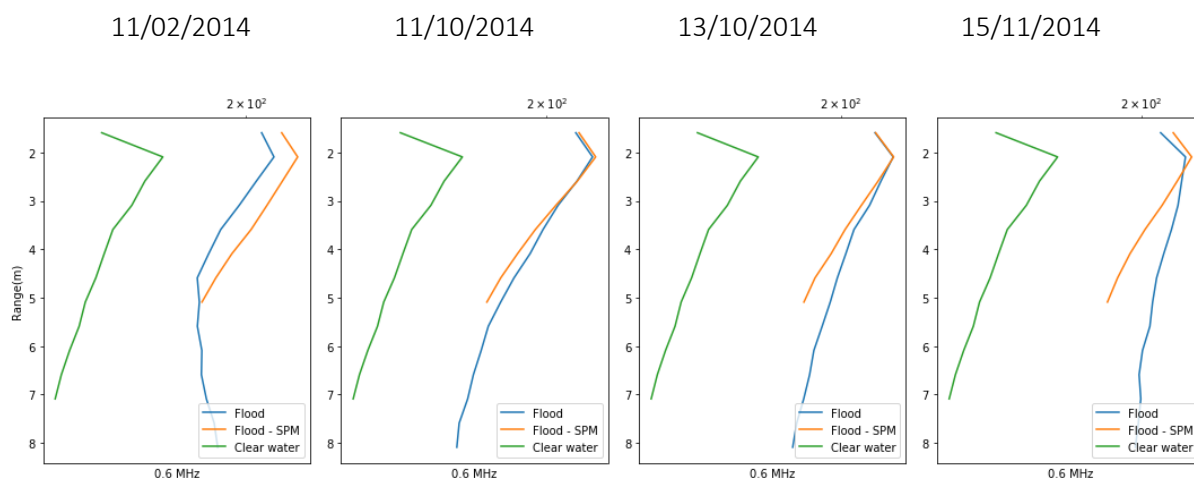 11/02/2014 11/10/2014 13/10/2014 15/11/2014
2 × 10² 2 × 10² 2 × 10² 2 × 10²
2 2 2 2
3 3 3 3
4 4 4 4
Range(m)
5 5 5 5
6 6 6 6
7 7 7 7
Flood Flood Flood Flood
Flood - SPM Flood - SPM Flood - SPM Flood - SPM
8 Clear water 8 Clear water 8 Clear water 8 Clear water
0.6 MHz 0.6 MHz 0.6 MHz 0.6 MHz